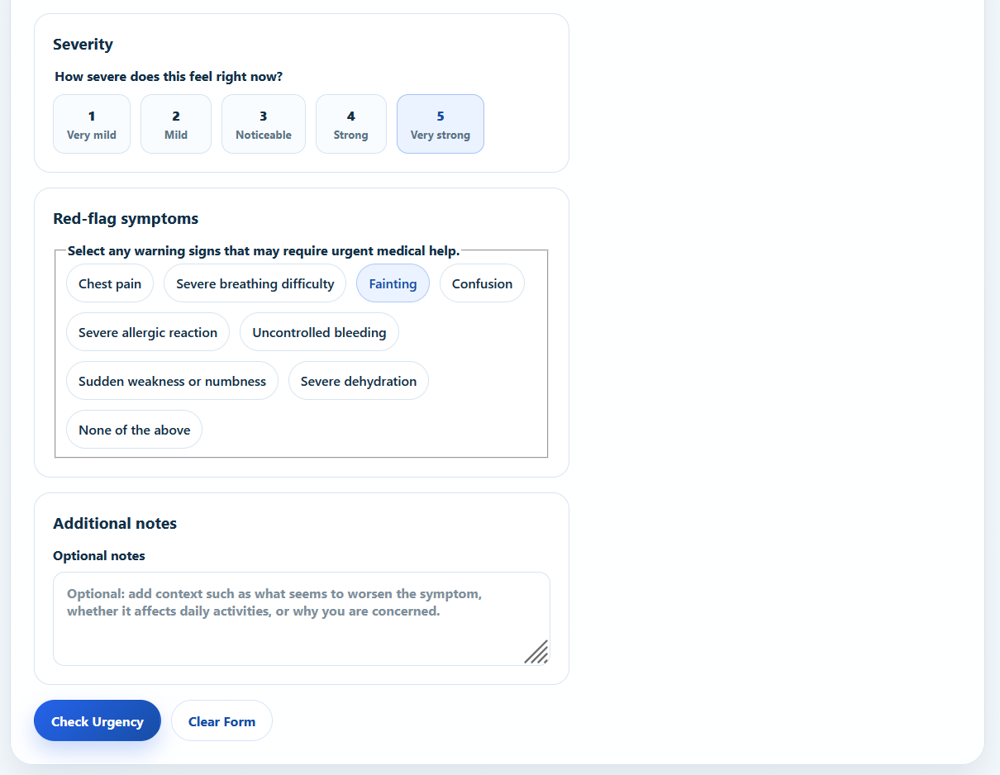 Severity
How severe does this feel right now?
1 2 3 4 5
Very mild Mild Noticeable Strong Very strong
Red-flag symptoms
Select any warning signs that may require urgent medical help.
Chest pain Severe breathing difficulty Fainting Confusion
Severe allergic reaction Uncontrolled bleeding
Sudden weakness or numbness Severe dehydration
None of the above
Additional notes
Optional notes
Optional: add context such as what seems to worsen the symptom,
whether it affects daily activities, or why you are concerned.
Check Urgency Clear Form